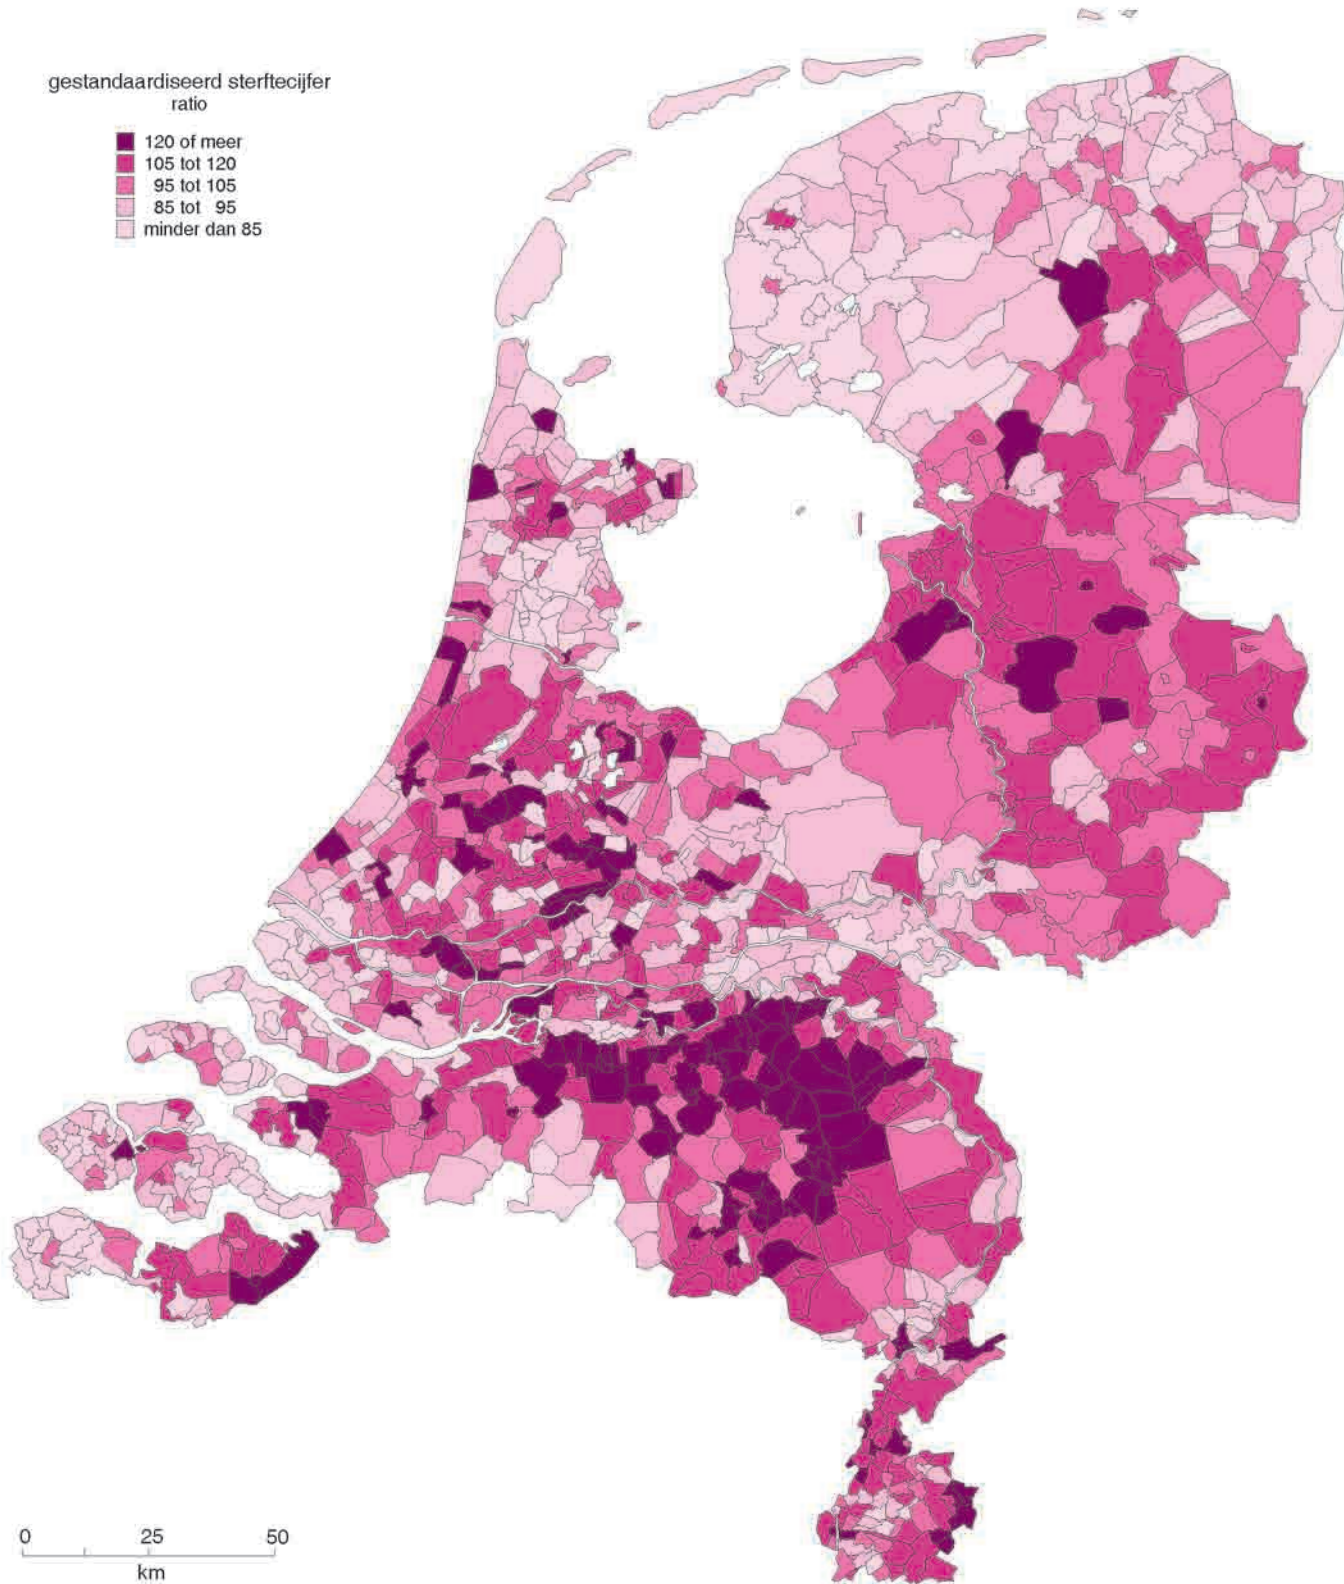 gestandaardiseerd sterftecijfer
ratio
120 of meer
105 tot 120
95 tot 105
85 tot 95
minder dan 85
0 25 50
km